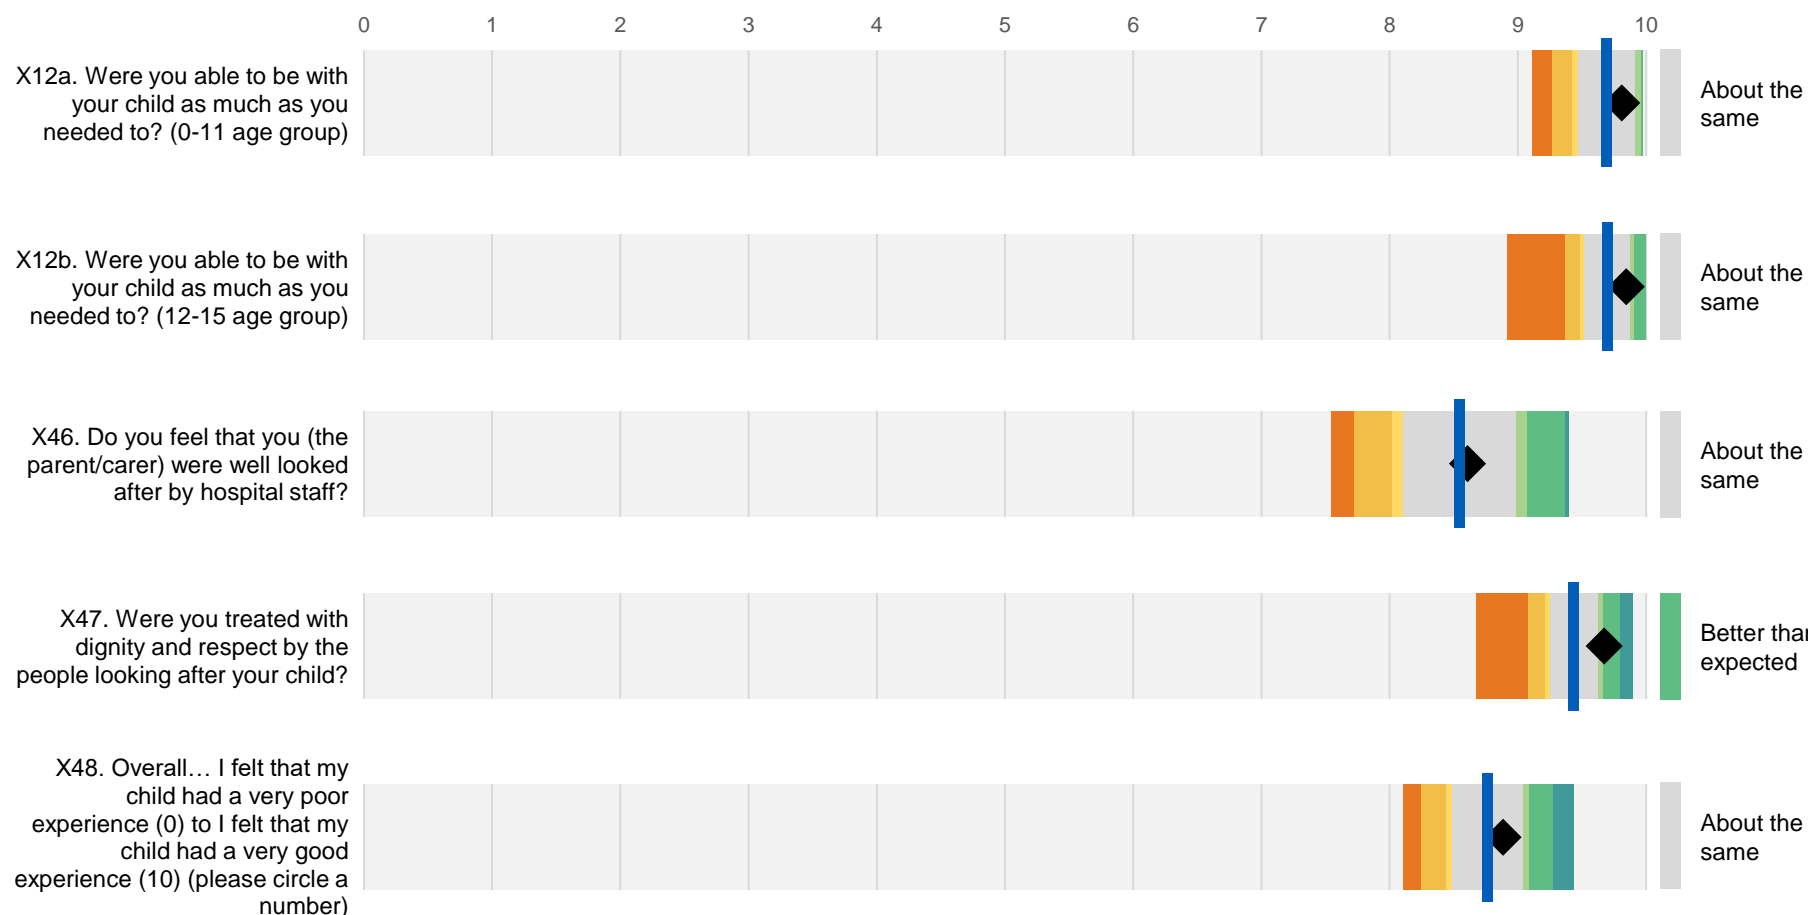 0 1 2 3 4 5 6 7 8 9 10
X12a. Were you able to be with
your child as much as you
needed to? (0-11 age group)
About the
same
X12b. Were you able to be with
your child as much as you
needed to? (12-15 age group)
About the
same
X46. Do you feel that you (the
parent/carer) were well looked
after by hospital staff?
About the
same
X47. Were you treated with
dignity and respect by the
people looking after your child?
Better than
expected
X48. Overall… I felt that my
child had a very poor
experience (0) to I felt that my
child had a very good
experience (10) (please circle a
number)
About the
same